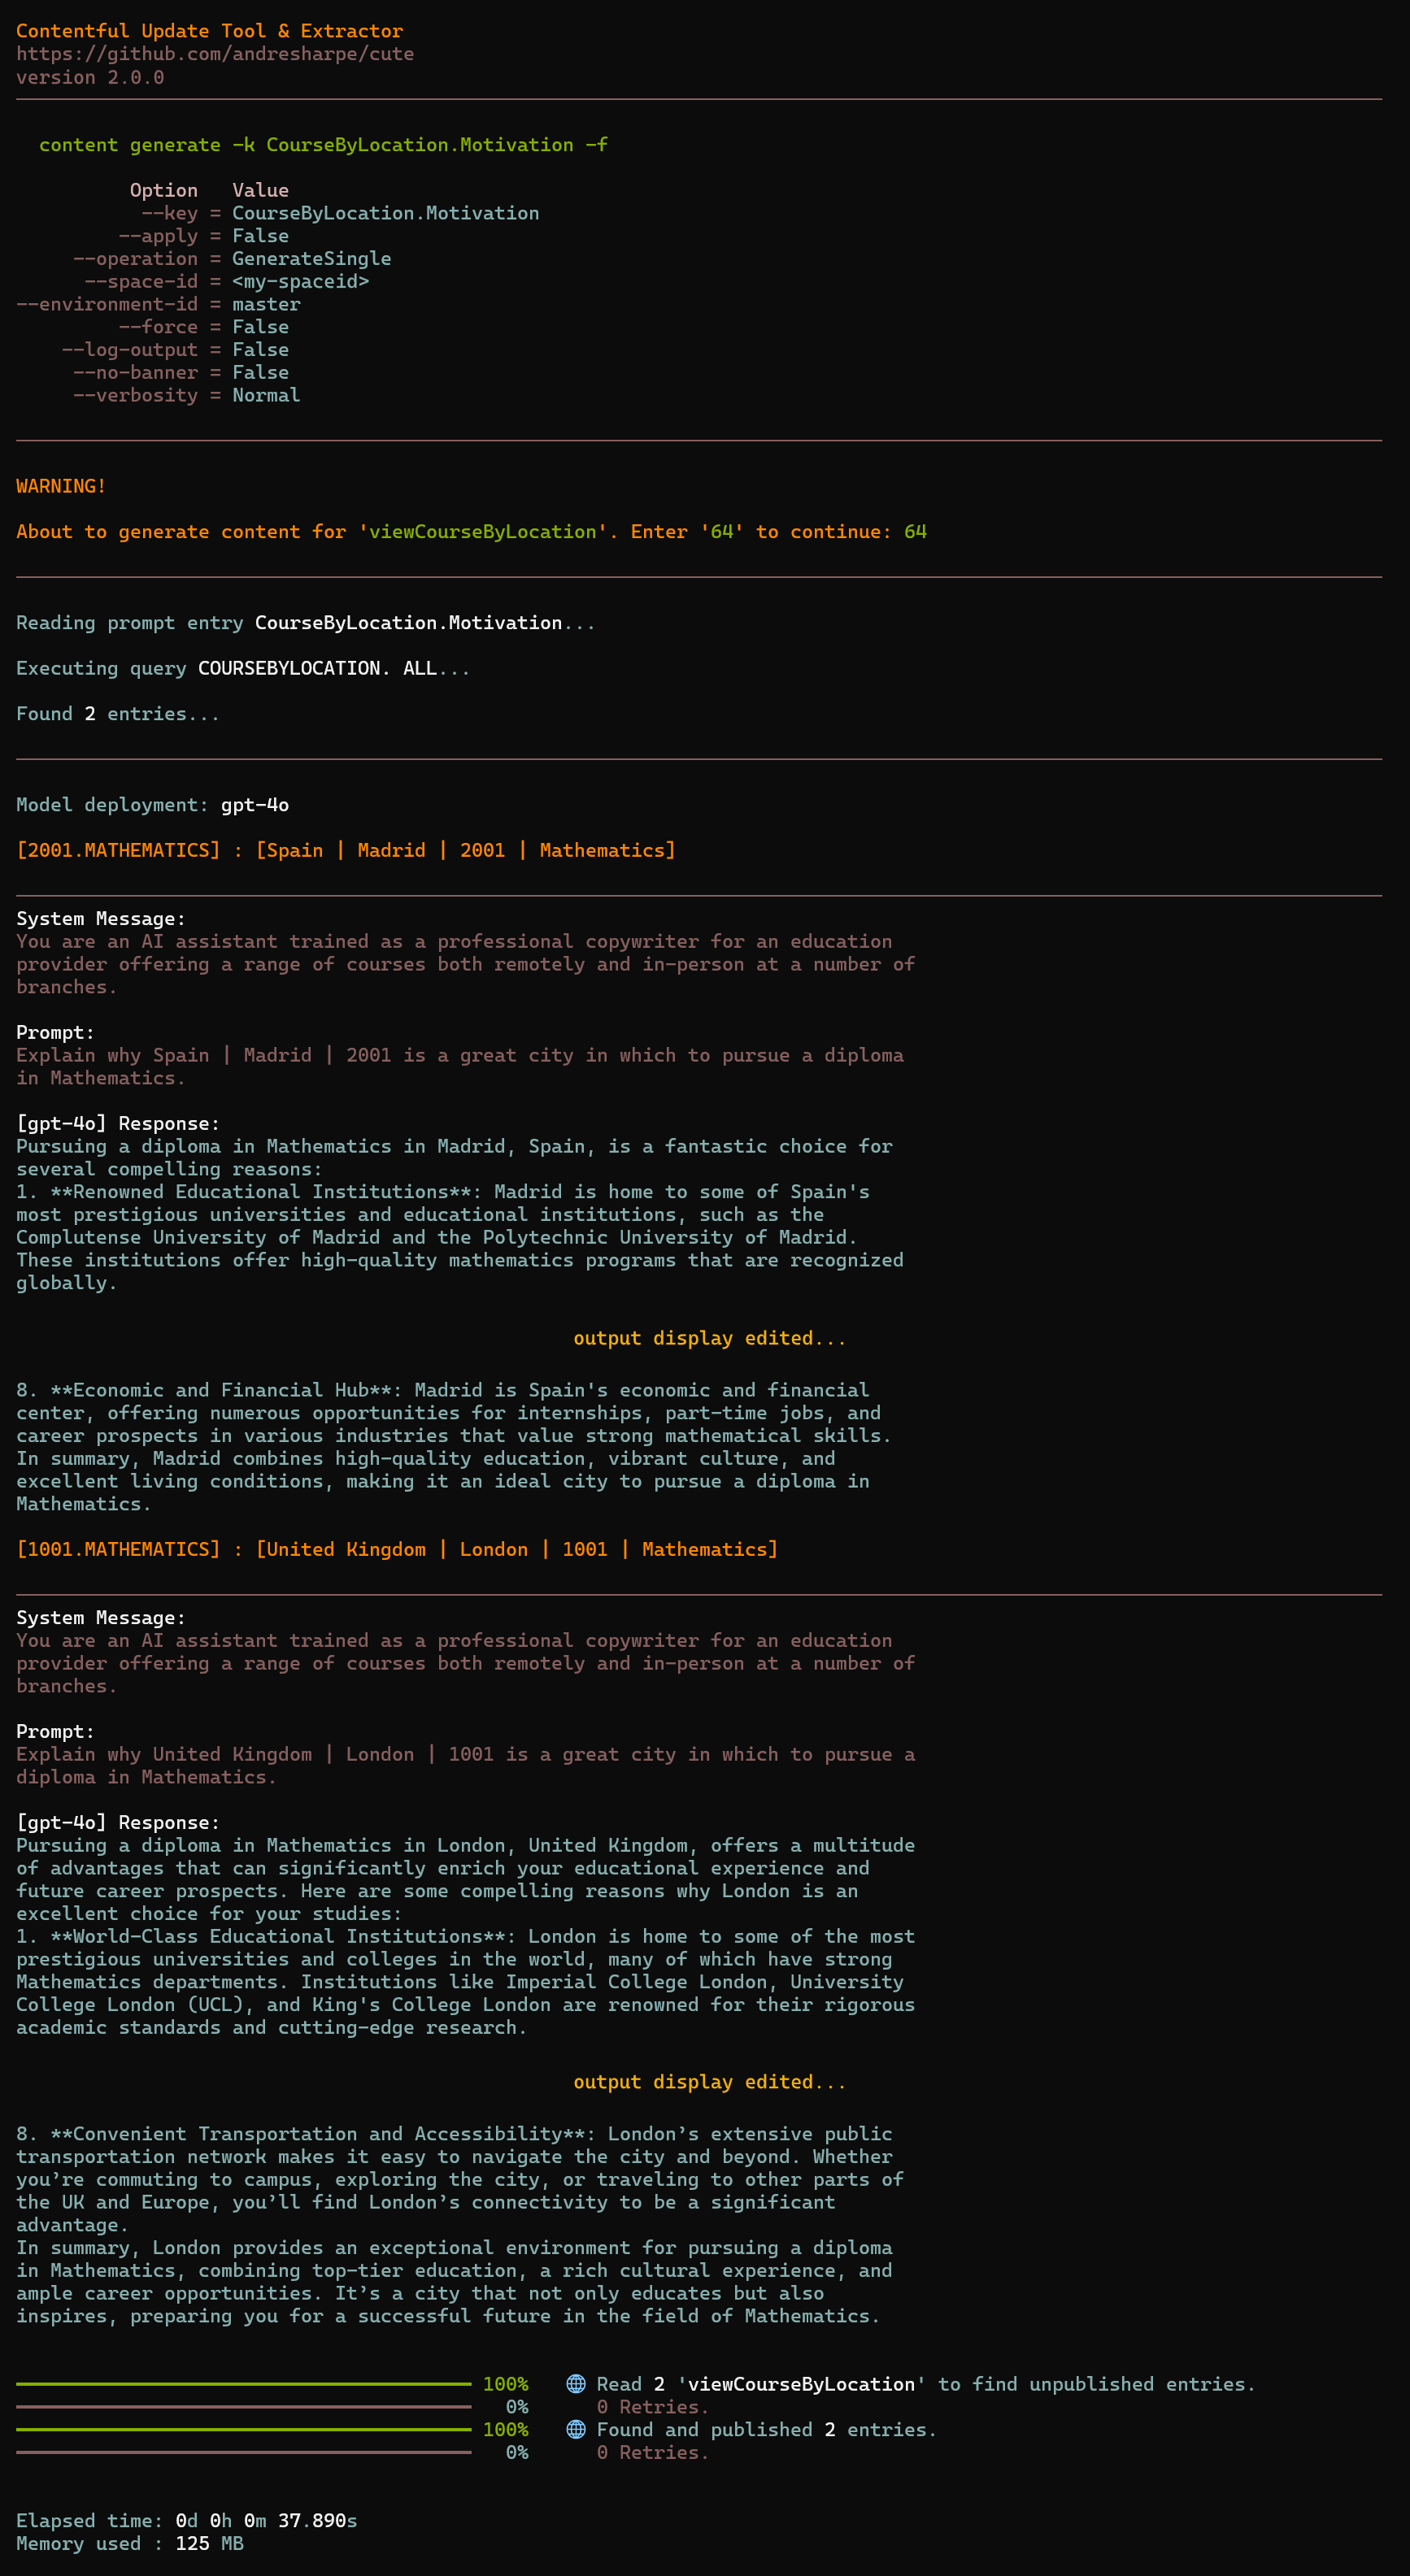 Contentful Update Tool & Extractor
https://github.com/andresharpe/cute
version 2.0.0
content generate -k CourseByLocation.Motivation -f
Option   Value
--key = CourseByLocation.Motivation
--apply = False
--operation = GenerateSingle
--space-id = <my-spaceid>
--environment-id = master
--force = False
--log-output = False
--no-banner = False
--verbosity = Normal
WARNING!
About to generate content for 'viewCourseByLocation'. Enter '64' to continue: 64
Reading prompt entry CourseByLocation.Motivation...
Executing query COURSEBYLOCATION. ALL...
Found 2 entries...
Model deployment: gpt-4o
[2001.MATHEMATICS] : [Spain | Madrid | 2001 | Mathematics]
System Message:
You are an AI assistant trained as a professional copywriter for an education
provider offering a range of courses both remotely and in-person at a number of
branches.
Prompt:
Explain why Spain | Madrid | 2001 is a great city in which to pursue a diploma
in Mathematics.
[gpt-4o] Response:
Pursuing a diploma in Mathematics in Madrid, Spain, is a fantastic choice for
several compelling reasons:
1. **Renowned Educational Institutions**: Madrid is home to some of Spain's
most prestigious universities and educational institutions, such as the
Complutense University of Madrid and the Polytechnic University of Madrid.
These institutions offer high-quality mathematics programs that are recognized
globally.
output display edited...
8. **Economic and Financial Hub**: Madrid is Spain's economic and financial
center, offering numerous opportunities for internships, part-time jobs, and
career prospects in various industries that value strong mathematical skills.
In summary, Madrid combines high-quality education, vibrant culture, and
excellent living conditions, making it an ideal city to pursue a diploma in
Mathematics.
[1001.MATHEMATICS] : [United Kingdom | London | 1001 | Mathematics]
System Message:
You are an AI assistant trained as a professional copywriter for an education
provider offering a range of courses both remotely and in-person at a number of
branches.
Prompt:
Explain why United Kingdom | London | 1001 is a great city in which to pursue a
diploma in Mathematics.
[gpt-4o] Response:
Pursuing a diploma in Mathematics in London, United Kingdom, offers a multitude
of advantages that can significantly enrich your educational experience and
future career prospects. Here are some compelling reasons why London is an
excellent choice for your studies:
1. **World-Class Educational Institutions**: London is home to some of the most
prestigious universities and colleges in the world, many of which have strong
Mathematics departments. Institutions like Imperial College London, University
College London (UCL), and King's College London are renowned for their rigorous
academic standards and cutting-edge research.
output display edited...
8. **Convenient Transportation and Accessibility**: London’s extensive public
transportation network makes it easy to navigate the city and beyond. Whether
you’re commuting to campus, exploring the city, or traveling to other parts of
the UK and Europe, you’ll find London’s connectivity to be a significant
advantage.
In summary, London provides an exceptional environment for pursuing a diploma
in Mathematics, combining top-tier education, a rich cultural experience, and
ample career opportunities. It’s a city that not only educates but also
inspires, preparing you for a successful future in the field of Mathematics.
100% 🌐 Read 2 'viewCourseByLocation' to find unpublished entries.
0% 0 Retries.
100% 🌐 Found and published 2 entries.
0% 0 Retries.
Elapsed time: 0d 0h 0m 37.890s
Memory used : 125 MB